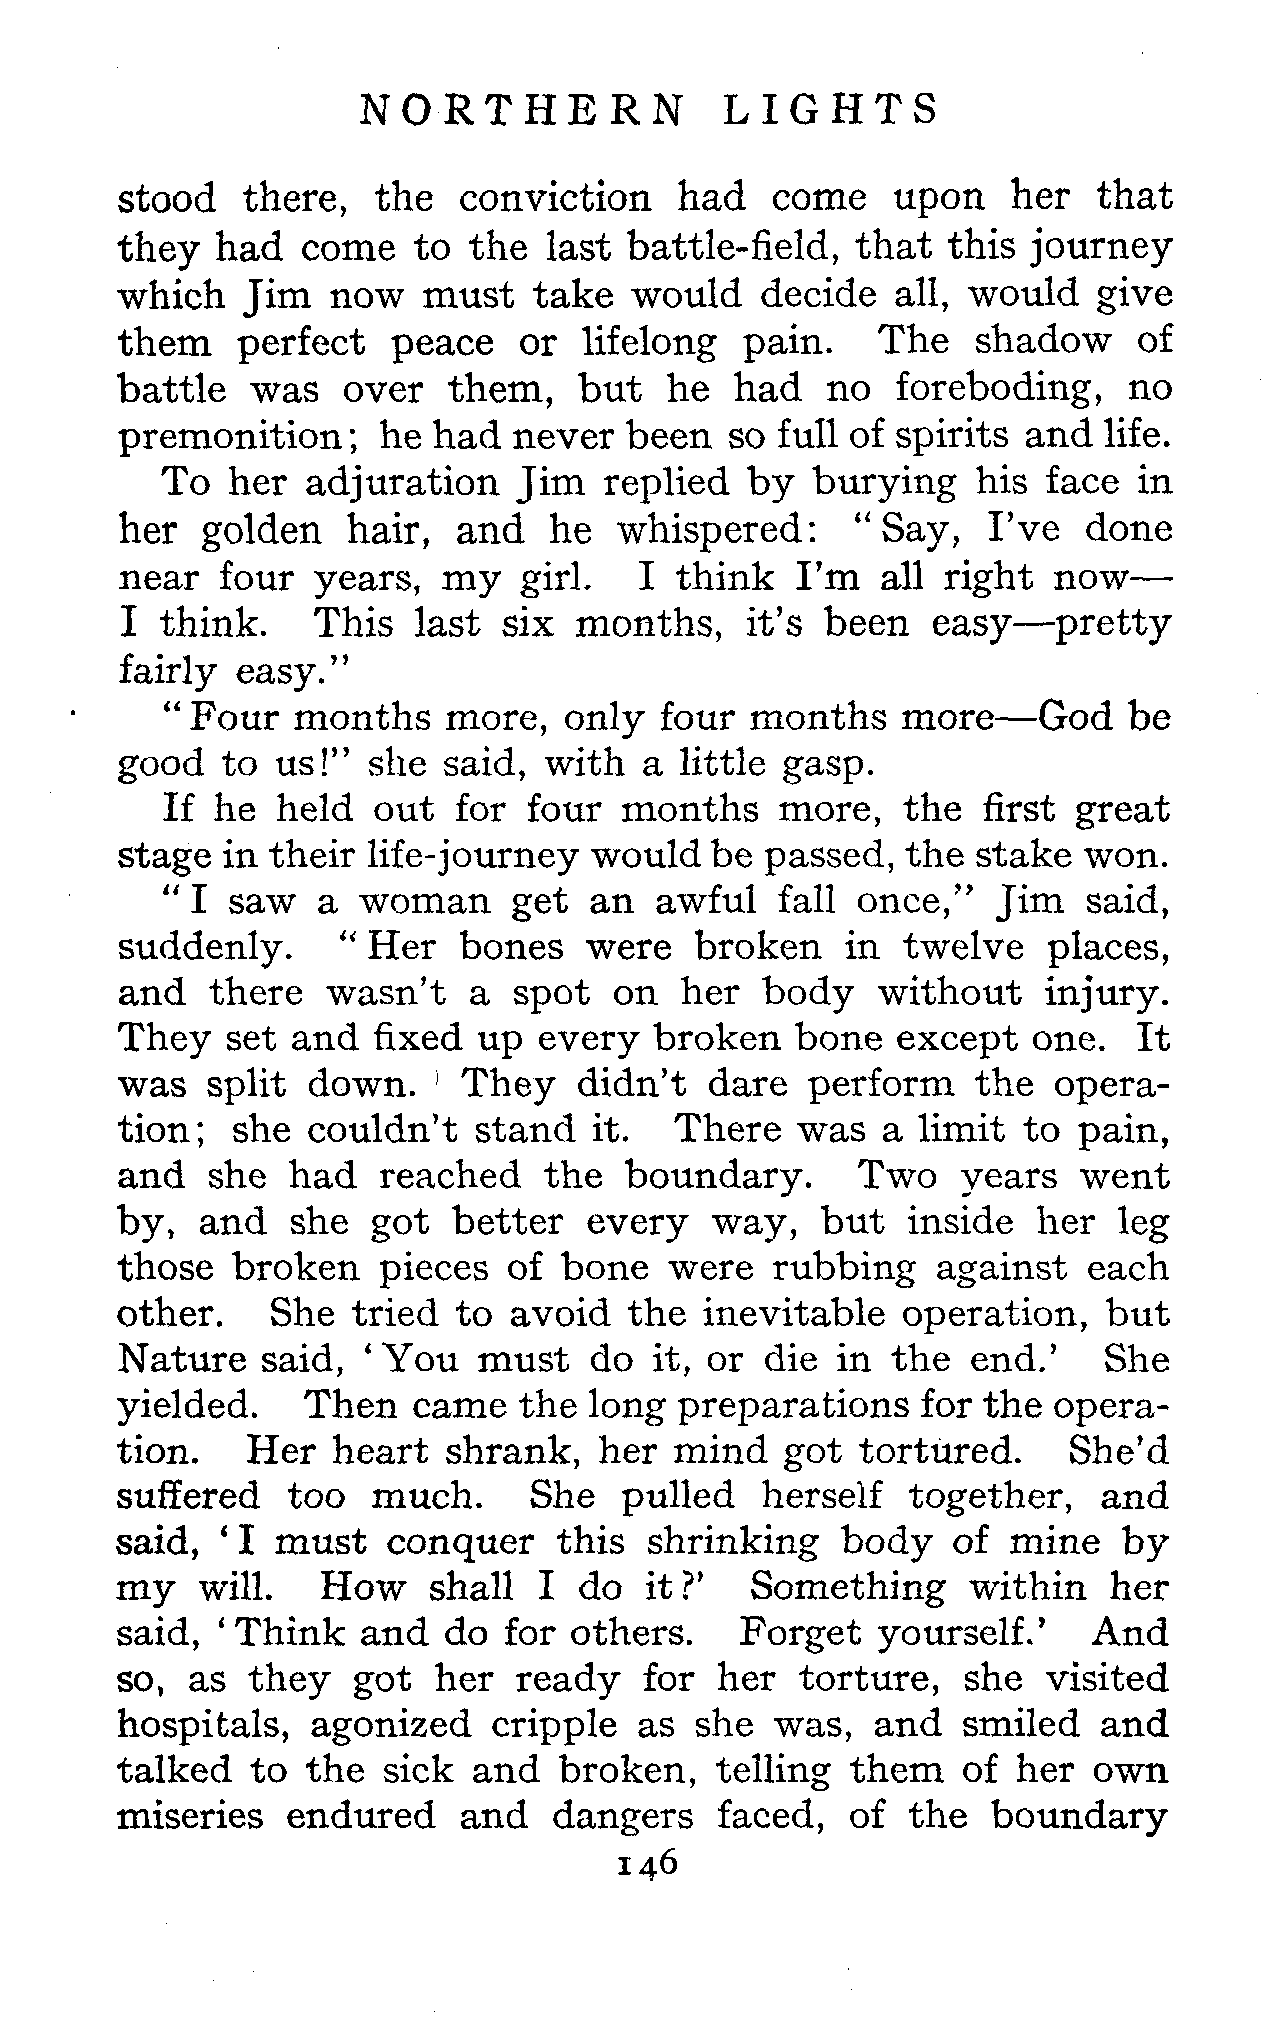 NORTHERN LIGHTS
stood there, the conviction had come upon her that
they had come to the last battle-field, that this journey
which Jim now must take would decide all, would give
them perfect peace or lifelong pain. The shadow of
battle was over them, but he had no foreboding, no
premonition; he had never been so full of spirits and life.
To her adjuration Jim replied by burying his face in
her golden hair, and he whispered: "Say, I've done
near four years, my girl. I think I'm all right now—
I think. This last six months, it's been easy—pretty
fairly easy."
"Four months more, only four months more—God be
good to us!" she said, with a little gasp.
If he held out for four months more, the first great
stage in their life-journey would be passed, the stake won.
"I saw a woman get an awful fall once," Jim said,
suddenly. "Her bones were broken in twelve places,
and there wasn't a spot on her body without injury.
They set and fixed up every broken bone except one. It
was split down. They didn't dare perform the opera-
tion; she couldn't stand it. There was a limit to pain,
and she had reached the boundary. Two years went
by, and she got better every way, but inside her leg
those broken pieces of bone were rubbing against each
other. She tried to avoid the inevitable operation, but
Nature said, 'You must do it, or die in the end.' She
yielded. Then came the long preparations for the opera-
tion. Her heart shrank, her mind got tortured. She'd
suffered too much. She pulled herself together, and
said, 'I must conquer this shrinking body of mine by
my will. How shall I do it?' Something within her
said, 'Think and do for others. Forget yourself.' And
so, as they got her ready for her torture, she visited
hospitals, agonized cripple as she was, and smiled and
talked to the sick and broken, telling them of her own
miseries endured and dangers faced, of the boundary
146